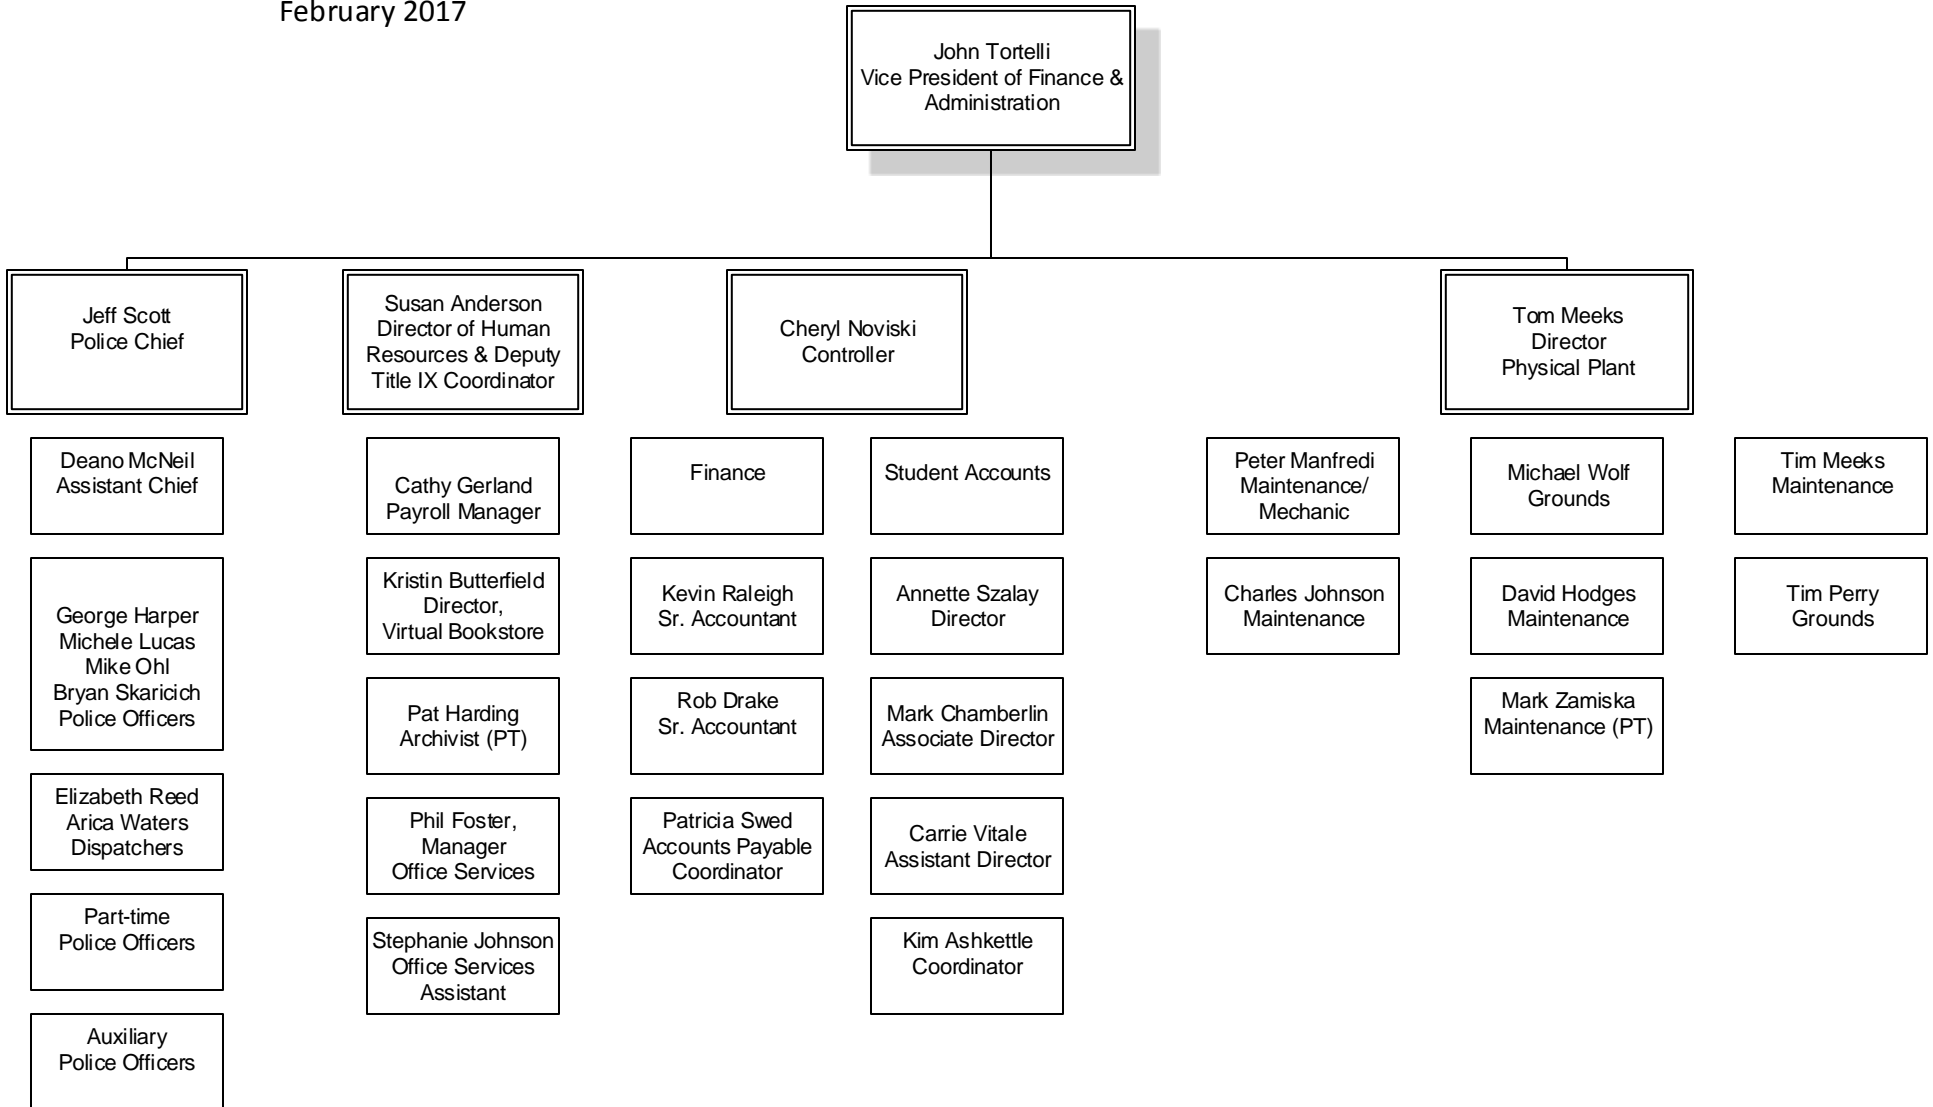 February 2017
John Tortelli
Vice President of Finance &
Administration
Jeff Scott
Police Chief
Susan Anderson
Director of Human
Resources & Deputy
Title IX Coordinator
Cheryl Noviski
Controller
Tom Meeks
Director
Physical Plant
Deano McNeil
Assistant Chief
George Harper
Michele Lucas
Mike Ohl
Bryan Skaricich
Police Officers
Elizabeth Reed
Arica Waters
Dispatchers
Part-time
Police Officers
Auxiliary
Police Officers
Cathy Gerland
Payroll Manager
Kristin Butterfield
Director,
Virtual Bookstore
Pat Harding
Archivist (PT)
Phil Foster,
Manager
Office Services
Stephanie Johnson
Office Services
Assistant
Finance
Kevin Raleigh
Sr. Accountant
Rob Drake
Sr. Accountant
Patricia Swed
Accounts Payable
Coordinator
Student Accounts
Annette Szalay
Director
Mark Chamberlin
Associate Director
Carrie Vitale
Assistant Director
Kim Ashkettle
Coordinator
Peter Manfredi
Maintenance/
Mechanic
Charles Johnson
Maintenance
Michael Wolf
Grounds
David Hodges
Maintenance
Mark Zamiska
Maintenance (PT)
Tim Meeks
Maintenance
Tim Perry
Grounds